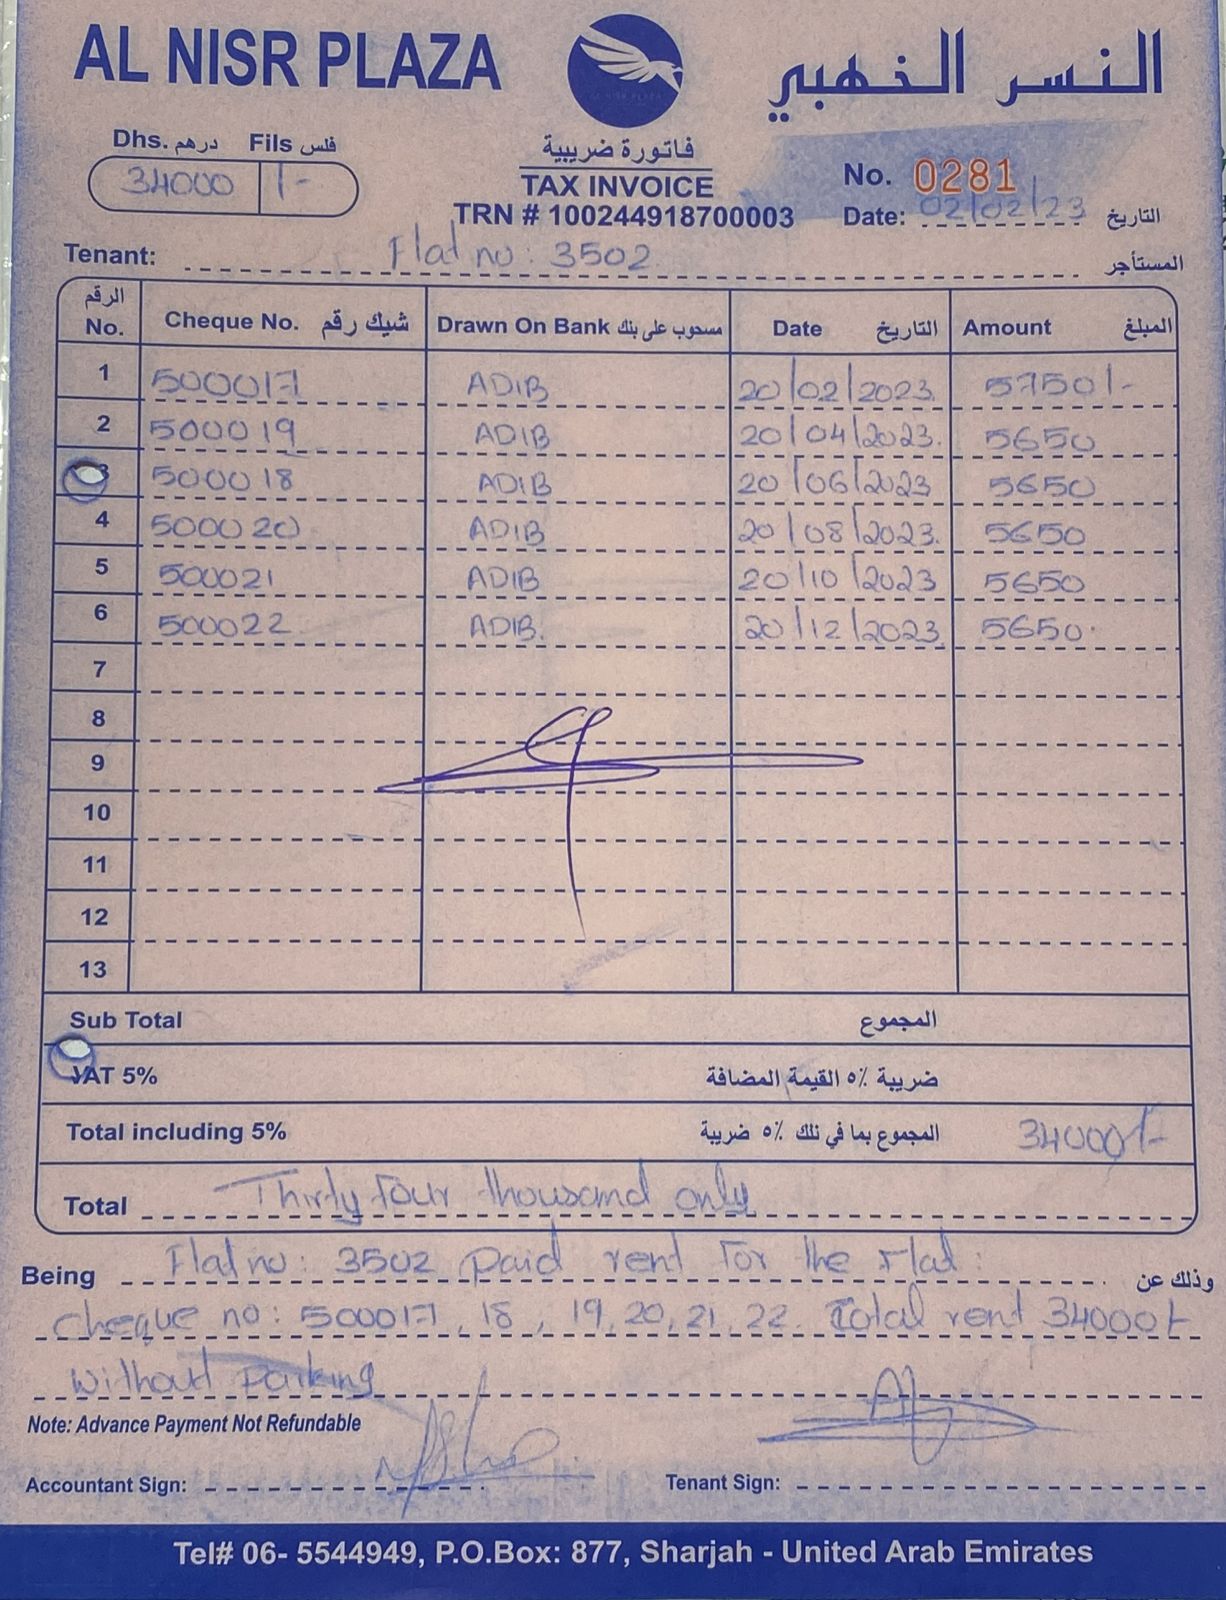 AL NISR PLAZA
النسر الخهبي
Dhs. درهم Fils فلس
34000 /-
فاتورة ضريبية
TAX INVOICE
TRN # 100244918700003
No. 0281
Date: 02/02/23 التاريخ
Tenant: Flat no: 3502 المستأجر
الرقم No. Cheque No. شيك رقم Drawn On Bank مسحوب على بنك Date التاريخ Amount المبلغ
1 500017 ADIB 20/02/2023. 5750/-
2 500019 ADIB 20/04/2023. 5650
3 500018 ADIB 20/06/2023 5650
4 500020 ADIB 20/08/2023. 5650
5 500021 ADIB 20/10/2023 5650
6 500022 ADIB. 20/12/2023 5650.
7
8
9
10
11
12
13
Sub Total المجموع
VAT 5% ضريبة ٥٪ القيمة المضافة
Total including 5% المجموع بما في نلك ٥٪ ضريبة 34000/-
Total Thirty four thousand only
Being Flat no: 3502 Paid rent for the Flat. وذلك عن
Cheque no: 500017, 18, 19, 20, 21, 22. Total rent 34000/-
Without Parking
Note: Advance Payment Not Refundable
Accountant Sign: Tenant Sign:
Tel# 06- 5544949, P.O.Box: 877, Sharjah - United Arab Emirates